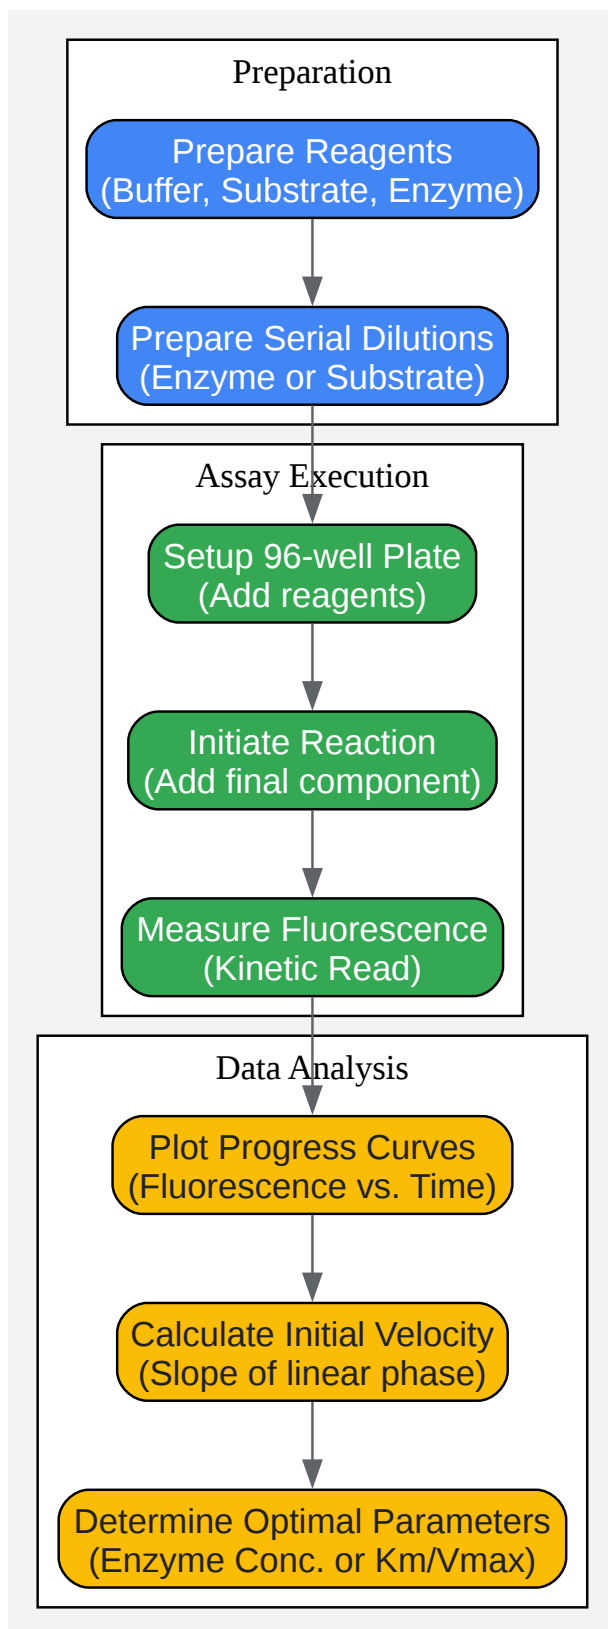 Preparation
Prepare Reagents
(Buffer, Substrate, Enzyme)
Prepare Serial Dilutions
(Enzyme or Substrate)
Assay Execution
Setup 96-well Plate
(Add reagents)
Initiate Reaction
(Add final component)
Measure Fluorescence
(Kinetic Read)
Data Analysis
Plot Progress Curves
(Fluorescence vs. Time)
Calculate Initial Velocity
(Slope of linear phase)
Determine Optimal Parameters
(Enzyme Conc. or Km/Vmax)